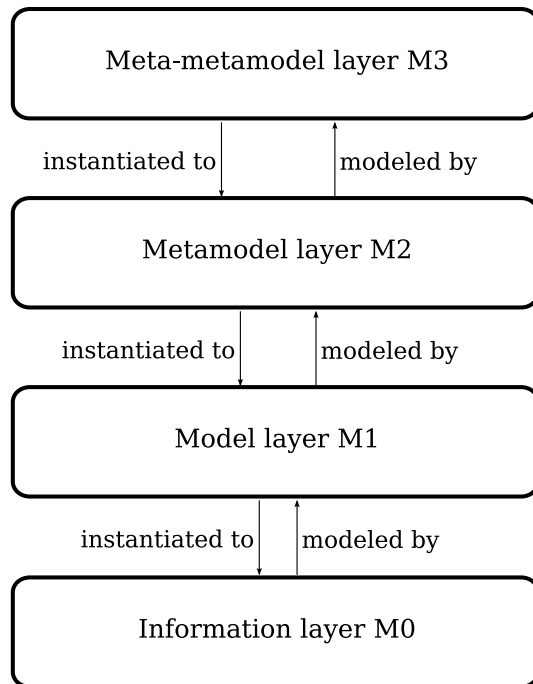 Meta-metamodel layer M3
instantiated to modeled by
Metamodel layer M2
instantiated to modeled by
Model layer M1
instantiated to modeled by
Information layer M0